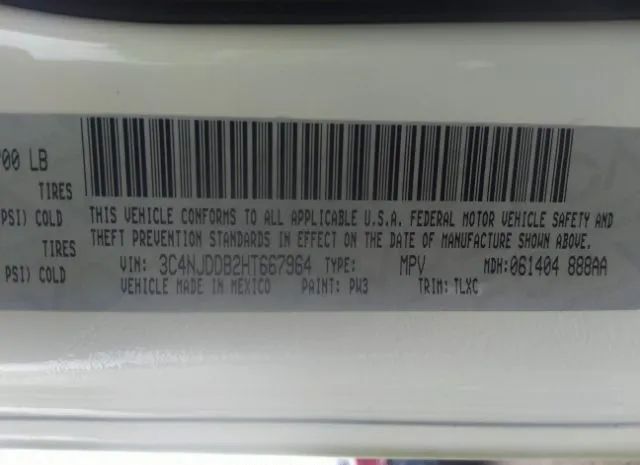 00 LB
TIRES
PSI) COLD
TIRES
PSI) COLD
THIS VEHICLE CONFORMS TO ALL APPLICABLE U.S.A. FEDERAL MOTOR VEHICLE SAFETY AND
THEFT PREVENTION STANDARDS IN EFFECT ON THE DATE OF MANUFACTURE SHOWN ABOVE.
VIN: 3C4NJDDB2HT667964 TYPE: MPV MDH:061404 888AA
VEHICLE MADE IN MEXICO PAINT: PW3 TRIM: TLXC